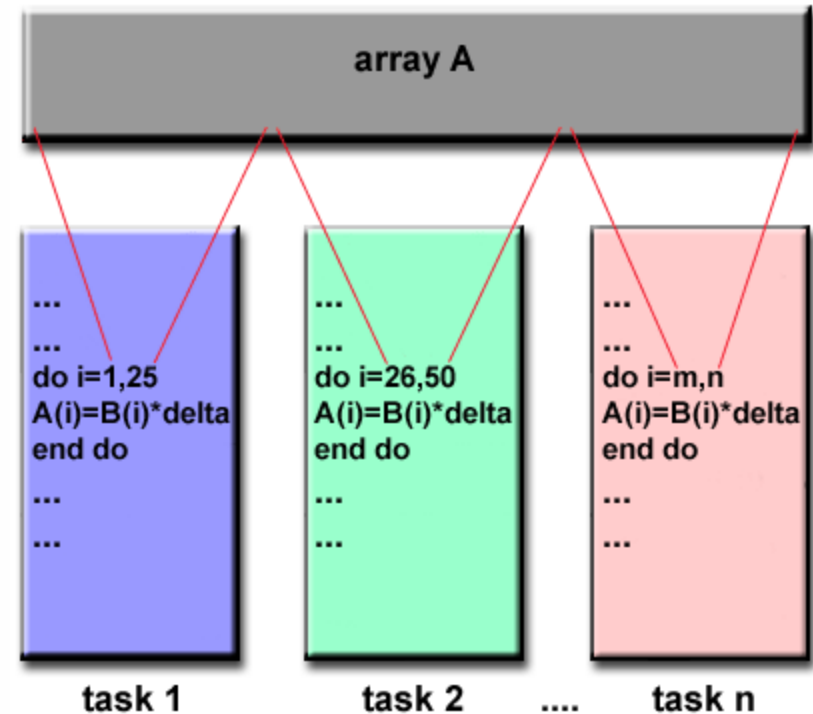 array A
...
...
do i=1,25
A(i)=B(i)*delta
end do
...
...
task 1
...
...
do i=26,50
A(i)=B(i)*delta
end do
...
...
task 2
....
...
...
do i=m,n
A(i)=B(i)*delta
end do
...
...
task n